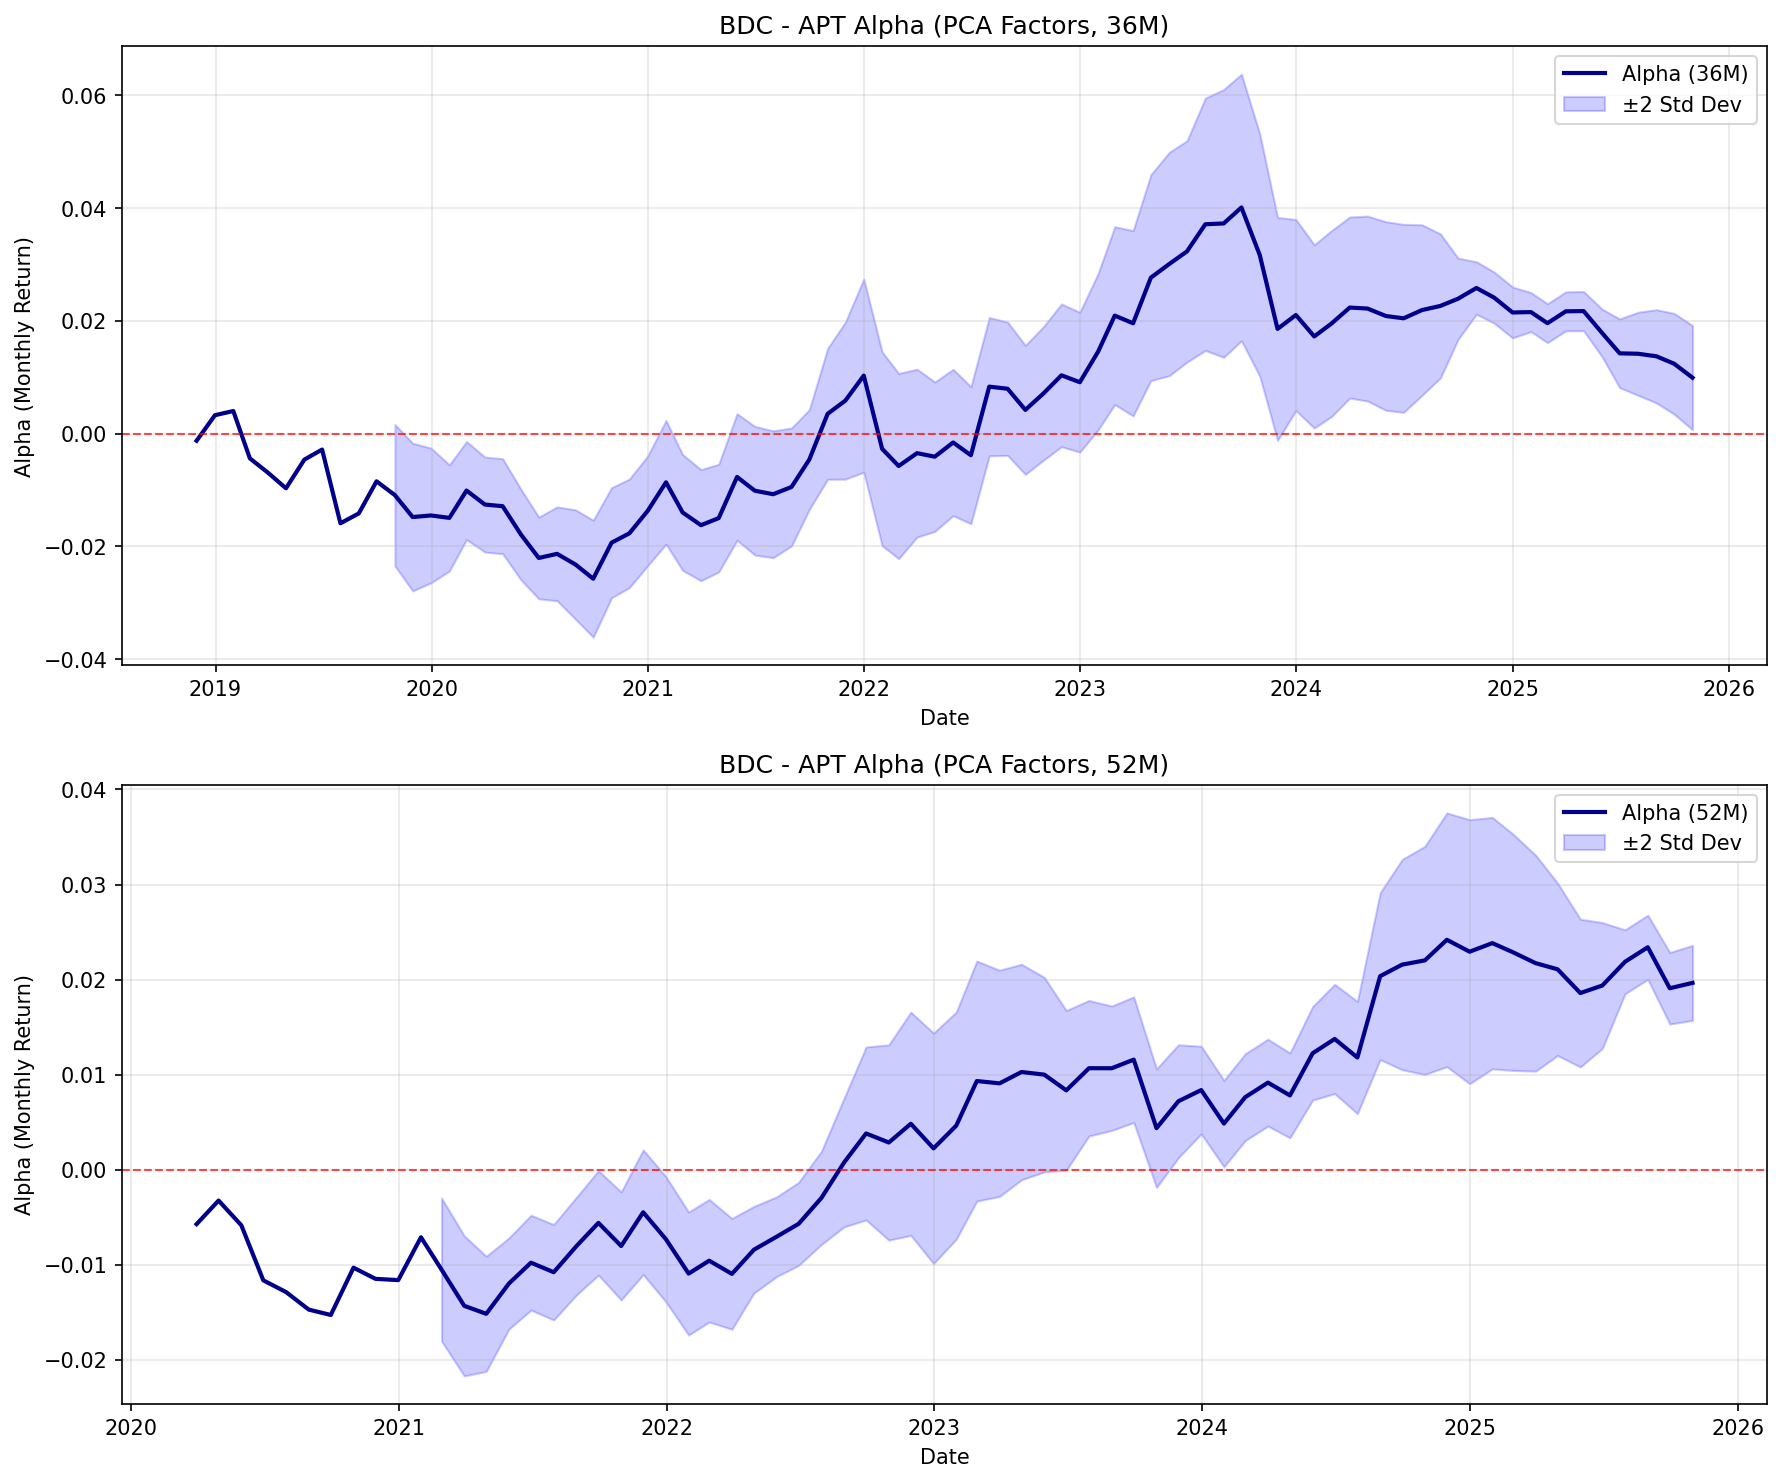 BDC - APT Alpha (PCA Factors, 36M)
Alpha (36M)
±2 Std Dev
Alpha (Monthly Return)
0.06
0.04
0.02
0.00
−0.02
−0.04
2019 2020 2021 2022 2023 2024 2025 2026
Date
BDC - APT Alpha (PCA Factors, 52M)
Alpha (52M)
±2 Std Dev
Alpha (Monthly Return)
0.04
0.03
0.02
0.01
0.00
−0.01
−0.02
2020 2021 2022 2023 2024 2025 2026
Date